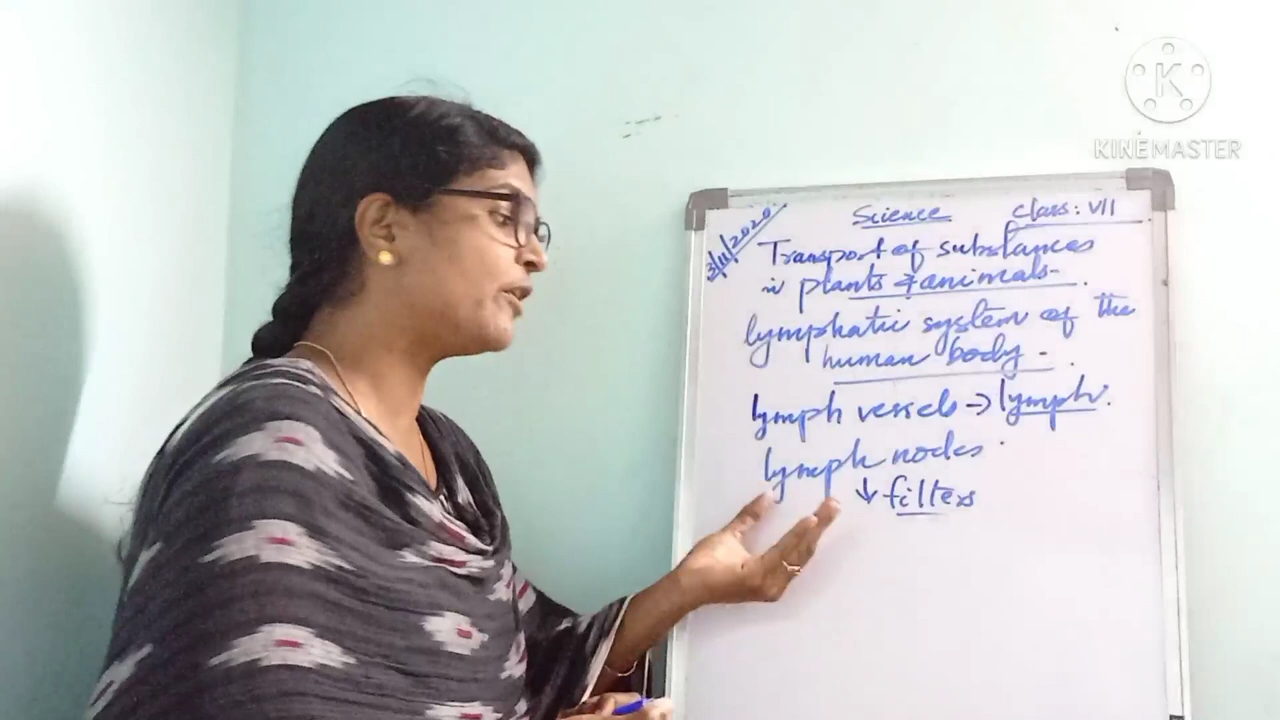 KINEMASTER
3/11/2020
Science class: VII
Transport of substances
in plants & animals.
lymphatic system of the
human body.
lymph vessels → lymph.
lymph nodes
↓ filters